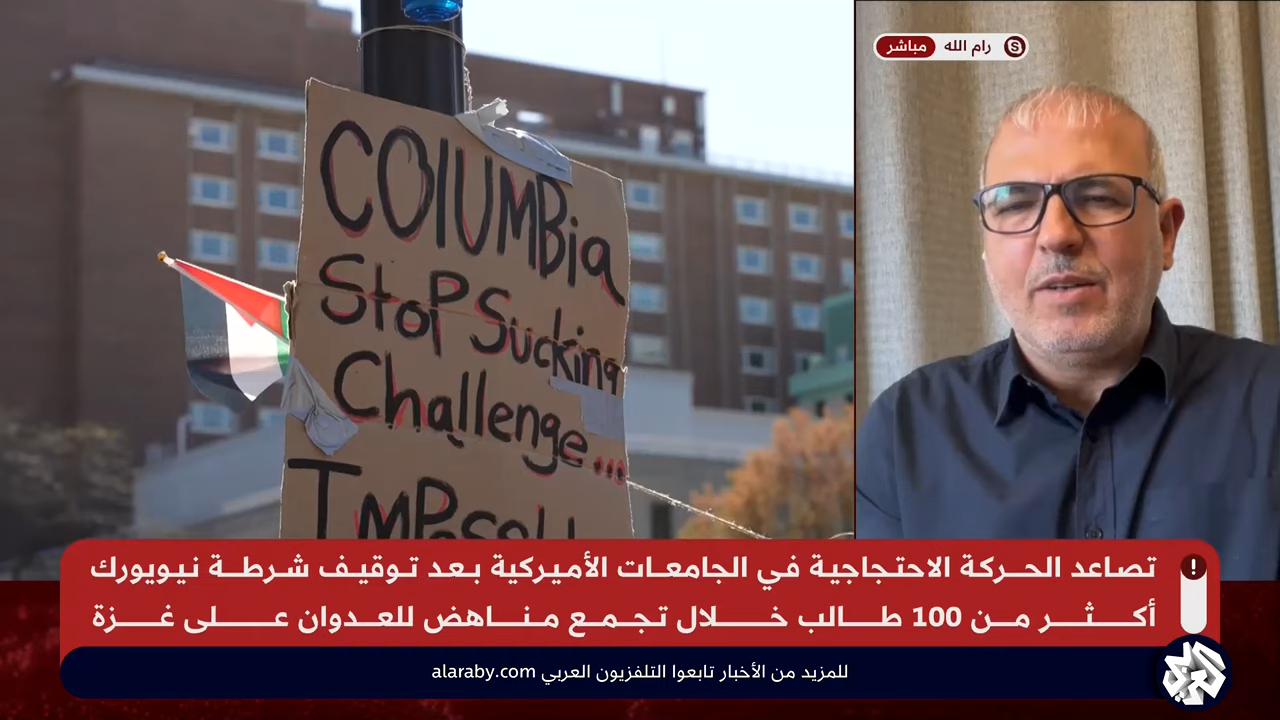 رام الله مباشر
COlUMBia
Stop Sucking
Challenge...
تصاعد الحركة الاحتجاجية في الجامعات الأميركية بعد توقيف شرطة نيويورك
أكثر من 100 طالب خلال تجمع مناهض للعدوان على غزة
للمزيد من الأخبار تابعوا التلفزيون العربي alaraby.com